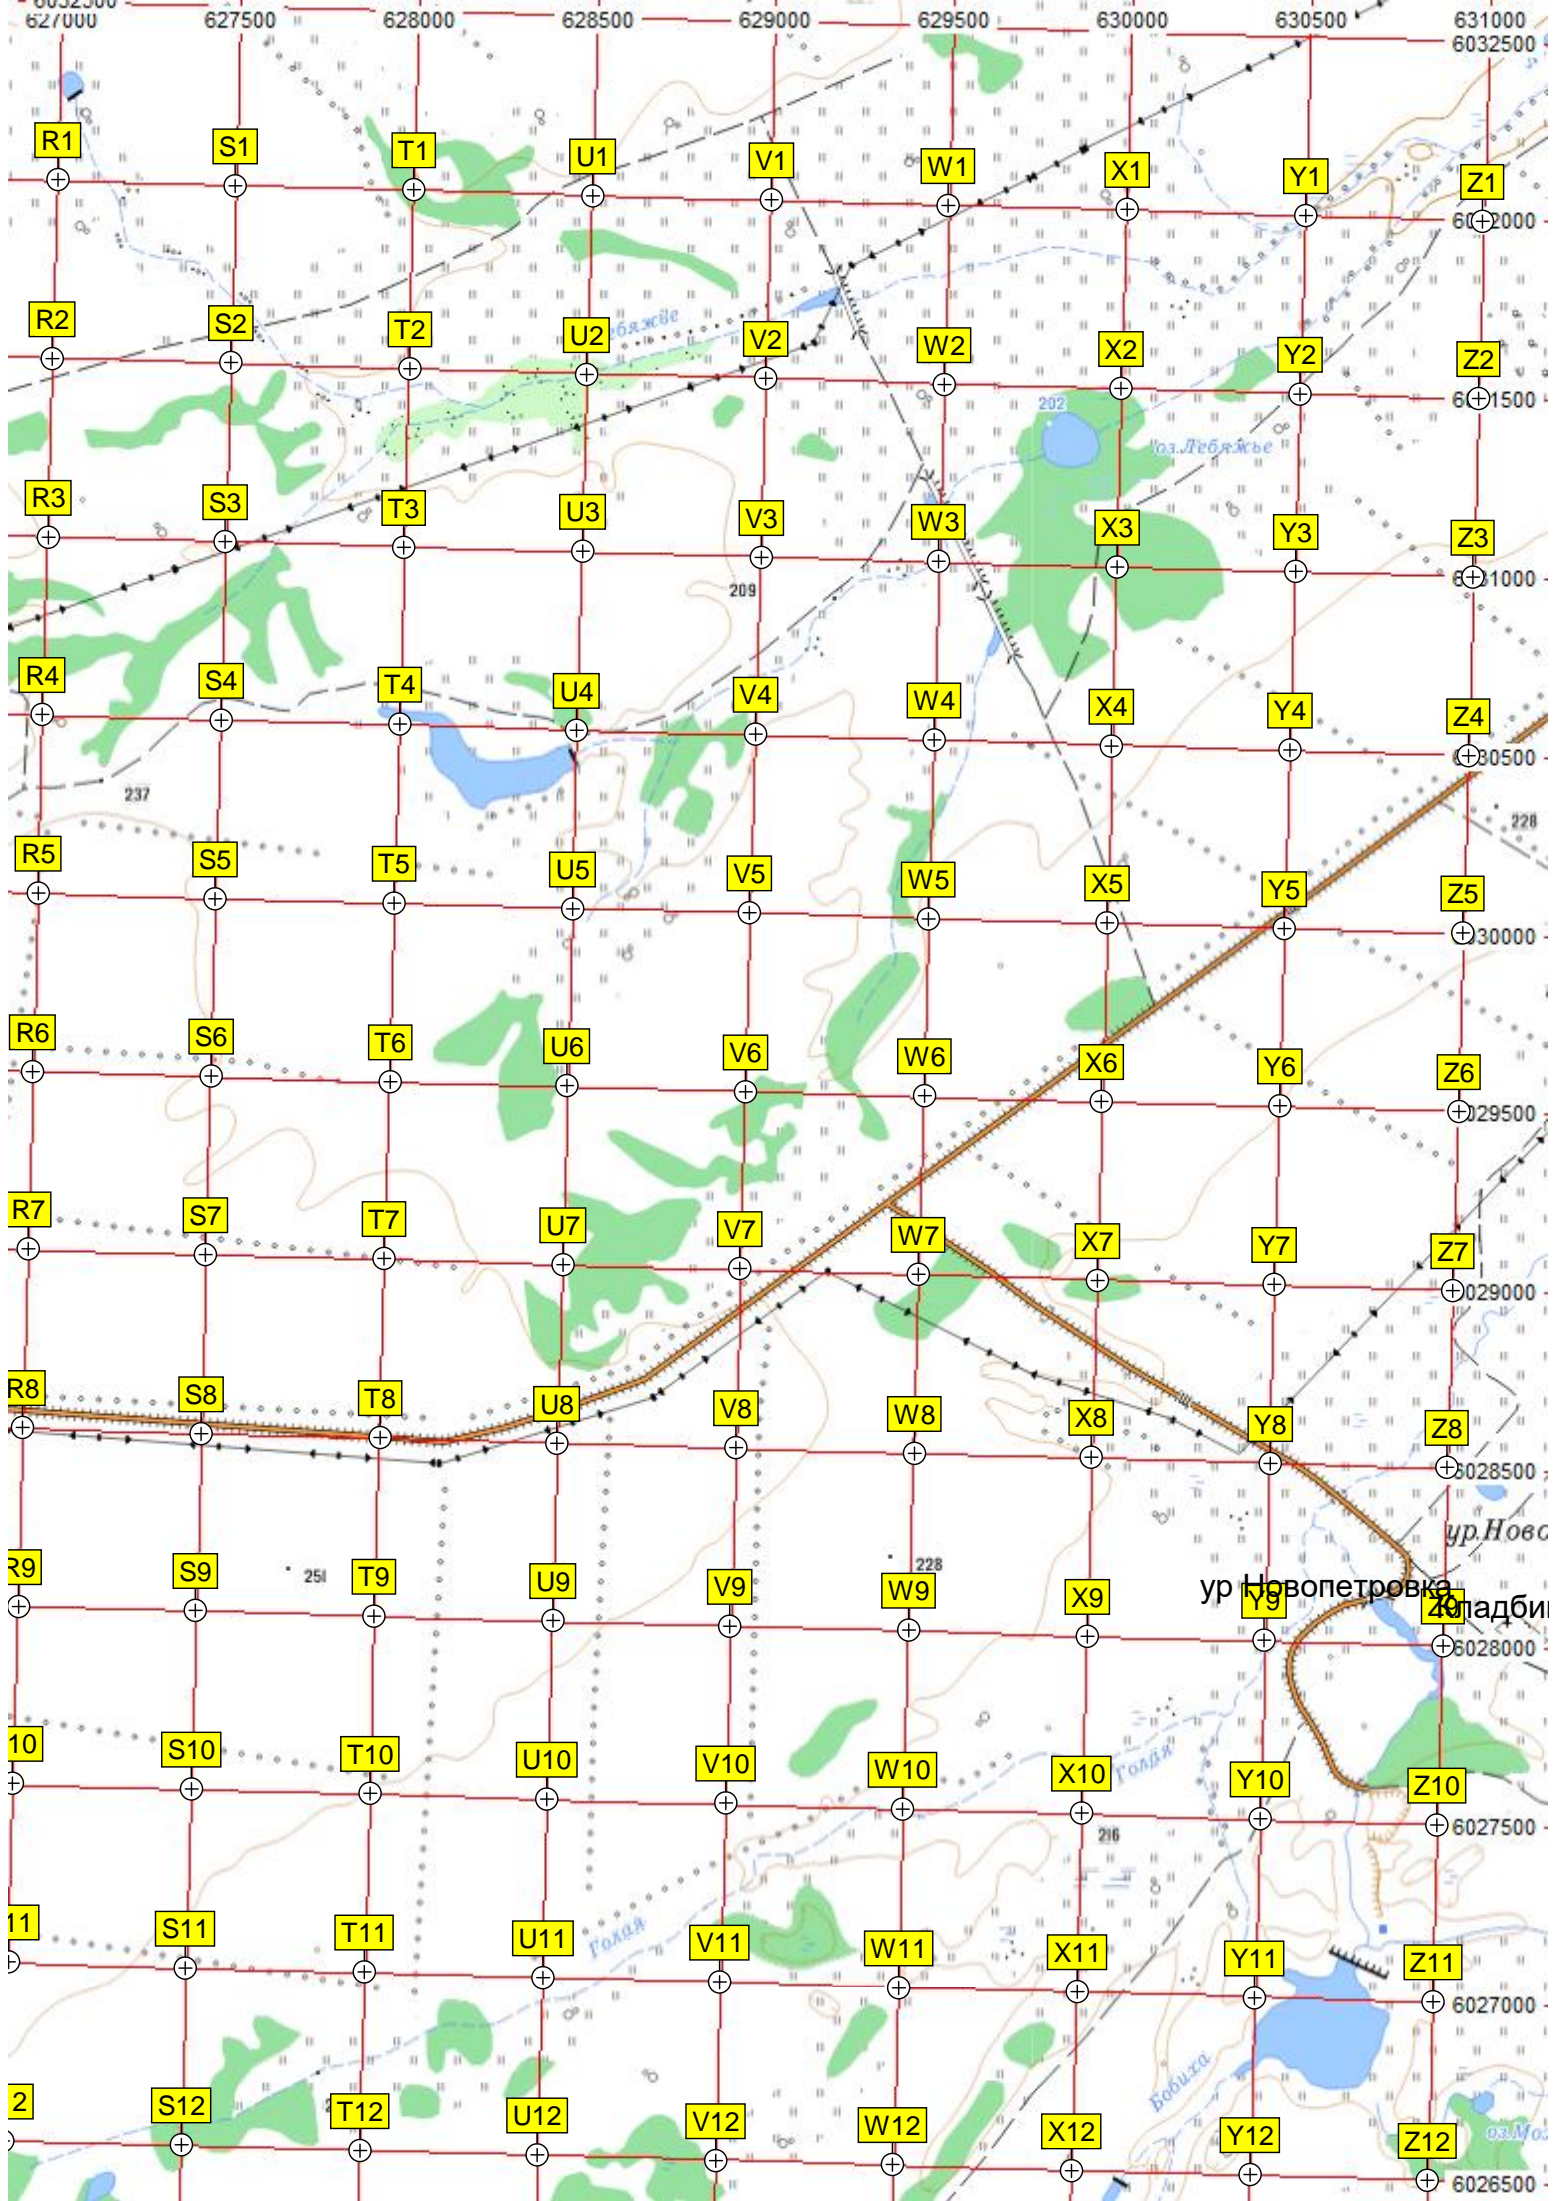 627000 627500 628000 628500 629000 629500 630000 630500 631000
6032500
R1 S1 T1 U1 V1 W1 X1 Y1 Z1
R2 S2 T2 U2 V2 W2 X2 Y2 Z2
202
оз.Лебяжье
R3 S3 T3 U3 V3 W3 X3 Y3 Z3
209
R4 S4 T4 U4 V4 W4 X4 Y4 Z4
237
228
R5 S5 T5 U5 V5 W5 X5 Y5 Z5
R6 S6 T6 U6 V6 W6 X6 Y6 Z6
R7 S7 T7 U7 V7 W7 X7 Y7 Z7
6029000
R8 S8 T8 U8 V8 W8 X8 Y8 Z8
6028500
ур.Ново
251
228
ур Новопетровка
R9 S9 T9 U9 V9 W9 X9 Y9 Z9
6028000
10 S10 T10 U10 V10 W10 X10 Y10 Z10
Голая
216
6027500
11 S11 T11 U11 V11 W11 X11 Y11 Z11
Голая
6027000
Бобиха
2 S12 T12 U12 V12 W12 X12 Y12 Z12
6026500